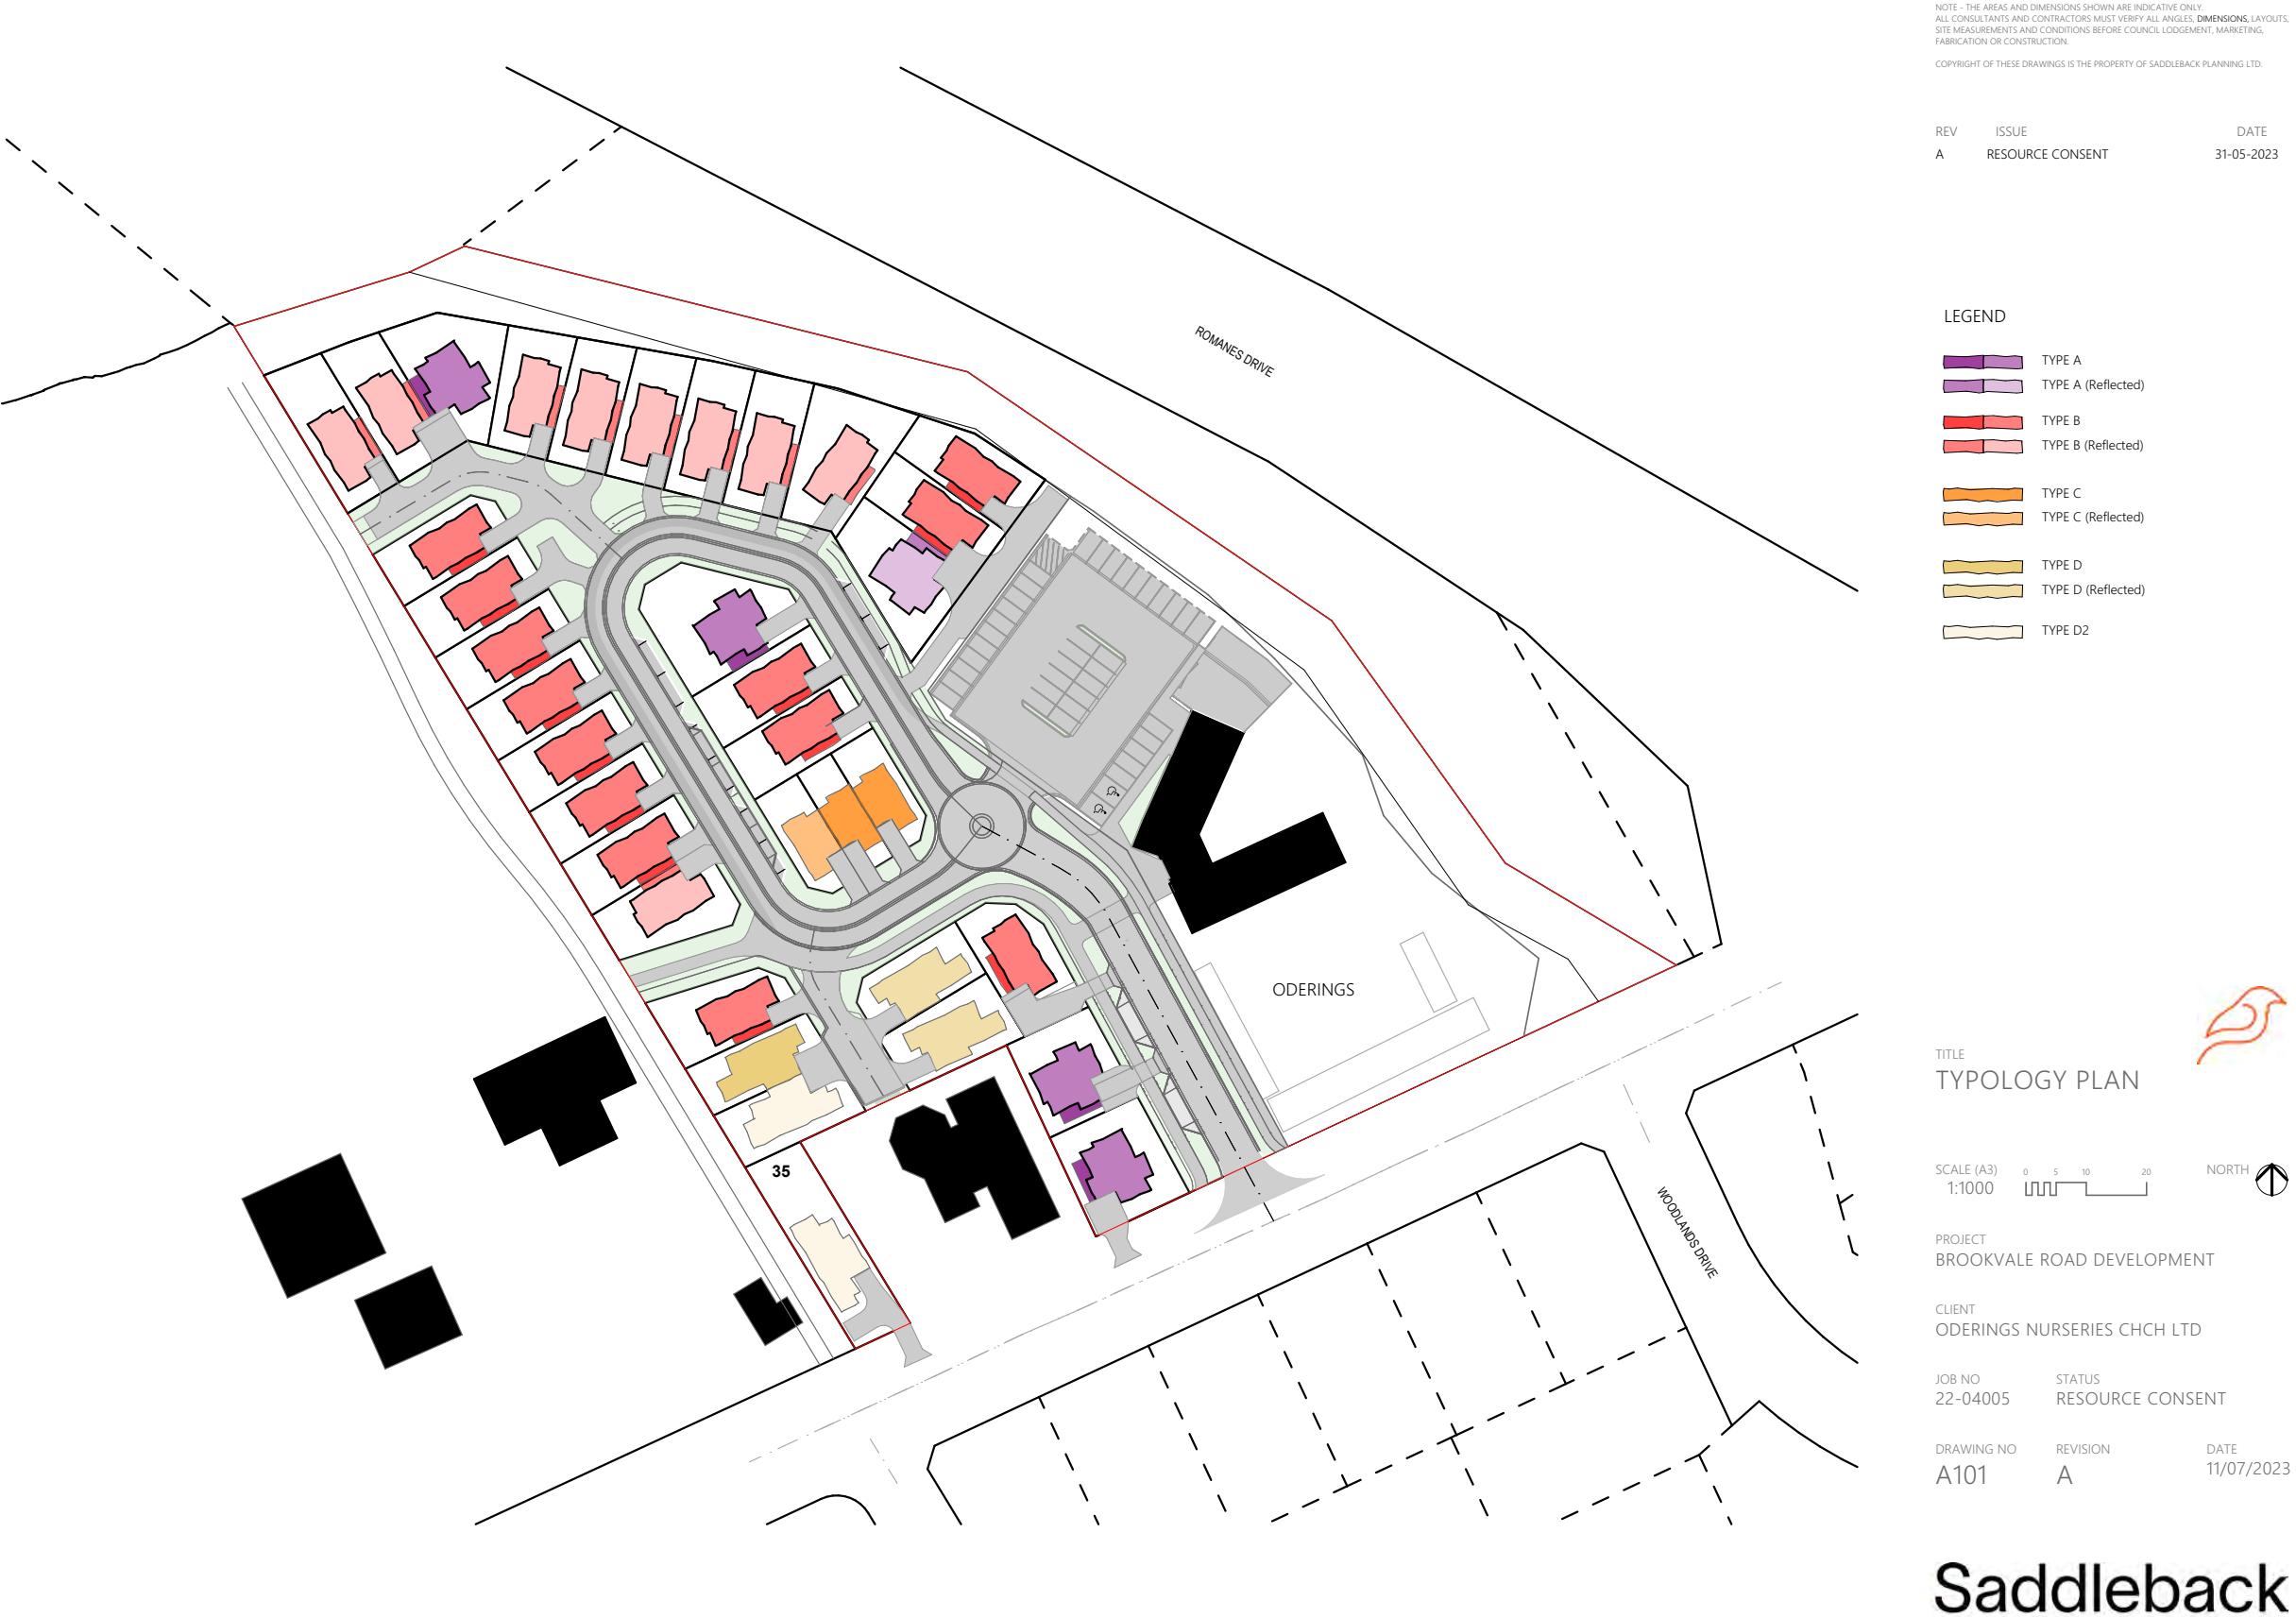 NOTE - THE AREAS AND DIMENSIONS SHOWN ARE INDICATIVE ONLY.
ALL CONSULTANTS AND CONTRACTORS MUST VERIFY ALL ANGLES, DIMENSIONS, LAYOUTS,
SITE MEASUREMENTS AND CONDITIONS BEFORE COUNCIL LODGEMENT, MARKETING,
FABRICATION OR CONSTRUCTION.
COPYRIGHT OF THESE DRAWINGS IS THE PROPERTY OF SADDLEBACK PLANNING LTD.
REV ISSUE DATE
A RESOURCE CONSENT 31-05-2023
ROMANES DRIVE
LEGEND
TYPE A
TYPE A (Reflected)
TYPE B
TYPE B (Reflected)
TYPE C
TYPE C (Reflected)
TYPE D
TYPE D (Reflected)
TYPE D2
ODERINGS
35
WOODLANDS DRIVE
TITLE
TYPOLOGY PLAN
SCALE (A3) 0 5 10 20 NORTH
1:1000
PROJECT
BROOKVALE ROAD DEVELOPMENT
CLIENT
ODERINGS NURSERIES CHCH LTD
JOB NO STATUS
22-04005 RESOURCE CONSENT
DRAWING NO REVISION DATE
A101 A 11/07/2023
Saddleback